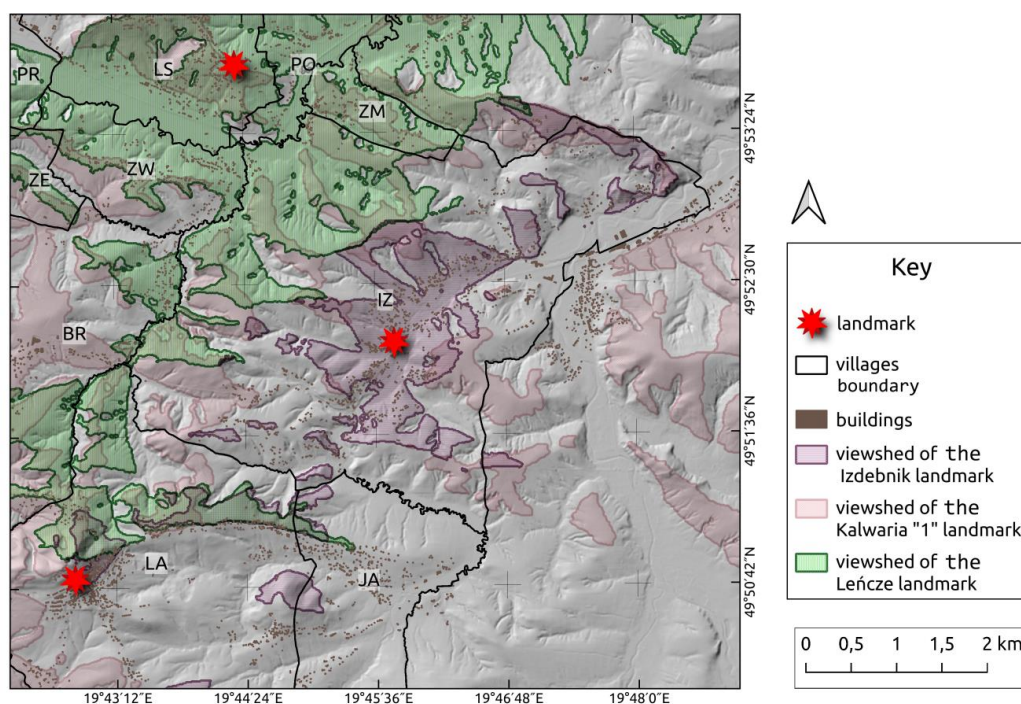 PR
LS
PO
ZM
ZW
ZE
IZ
BR
LA
JA
49°53′24″N
49°52′30″N
49°51′36″N
49°50′42″N
19°43′12″E
19°44′24″E
19°45′36″E
19°46′48″E
19°48′0″E
Key
landmark
villages
boundary
buildings
viewshed of the
Izdebnik landmark
viewshed of the
Kalwaria "1" landmark
viewshed of the
Leńcze landmark
0 0,5 1 1,5 2 km